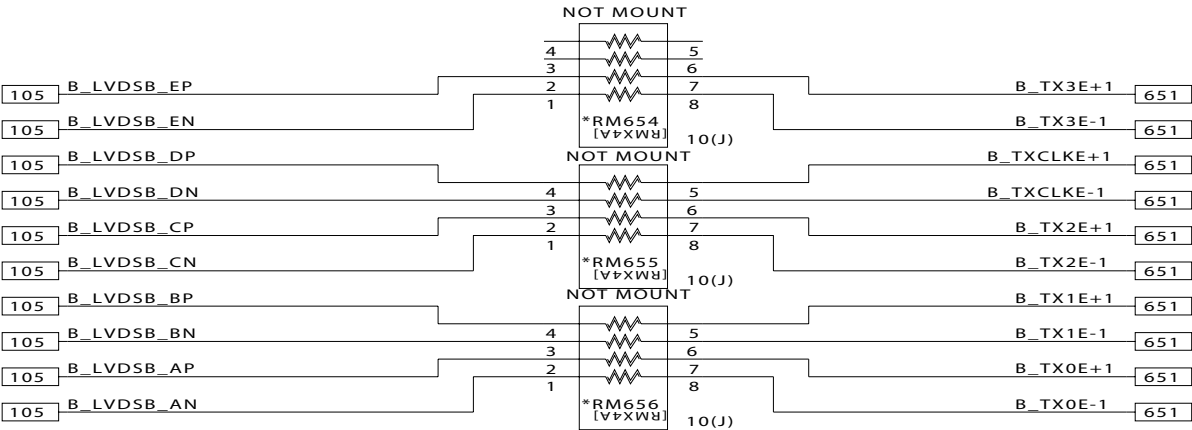 NOT MOUNT
4 5
3 6
105 B_LVDSB_EP 2 7 B_TX3E+1 651
1 8
105 B_LVDSB_EN *RM654 B_TX3E-1 651
[RMX4A] 10(J)
NOT MOUNT
105 B_LVDSB_DP B_TXCLKE+1 651
105 B_LVDSB_DN 4 5 B_TXCLKE-1 651
3 6
105 B_LVDSB_CP 2 7 B_TX2E+1 651
1 8
105 B_LVDSB_CN *RM655 B_TX2E-1 651
[RMX4A] 10(J)
NOT MOUNT
105 B_LVDSB_BP B_TX1E+1 651
105 B_LVDSB_BN 4 5 B_TX1E-1 651
3 6
105 B_LVDSB_AP 2 7 B_TX0E+1 651
1 8
105 B_LVDSB_AN *RM656 B_TX0E-1 651
[RMX4A] 10(J)